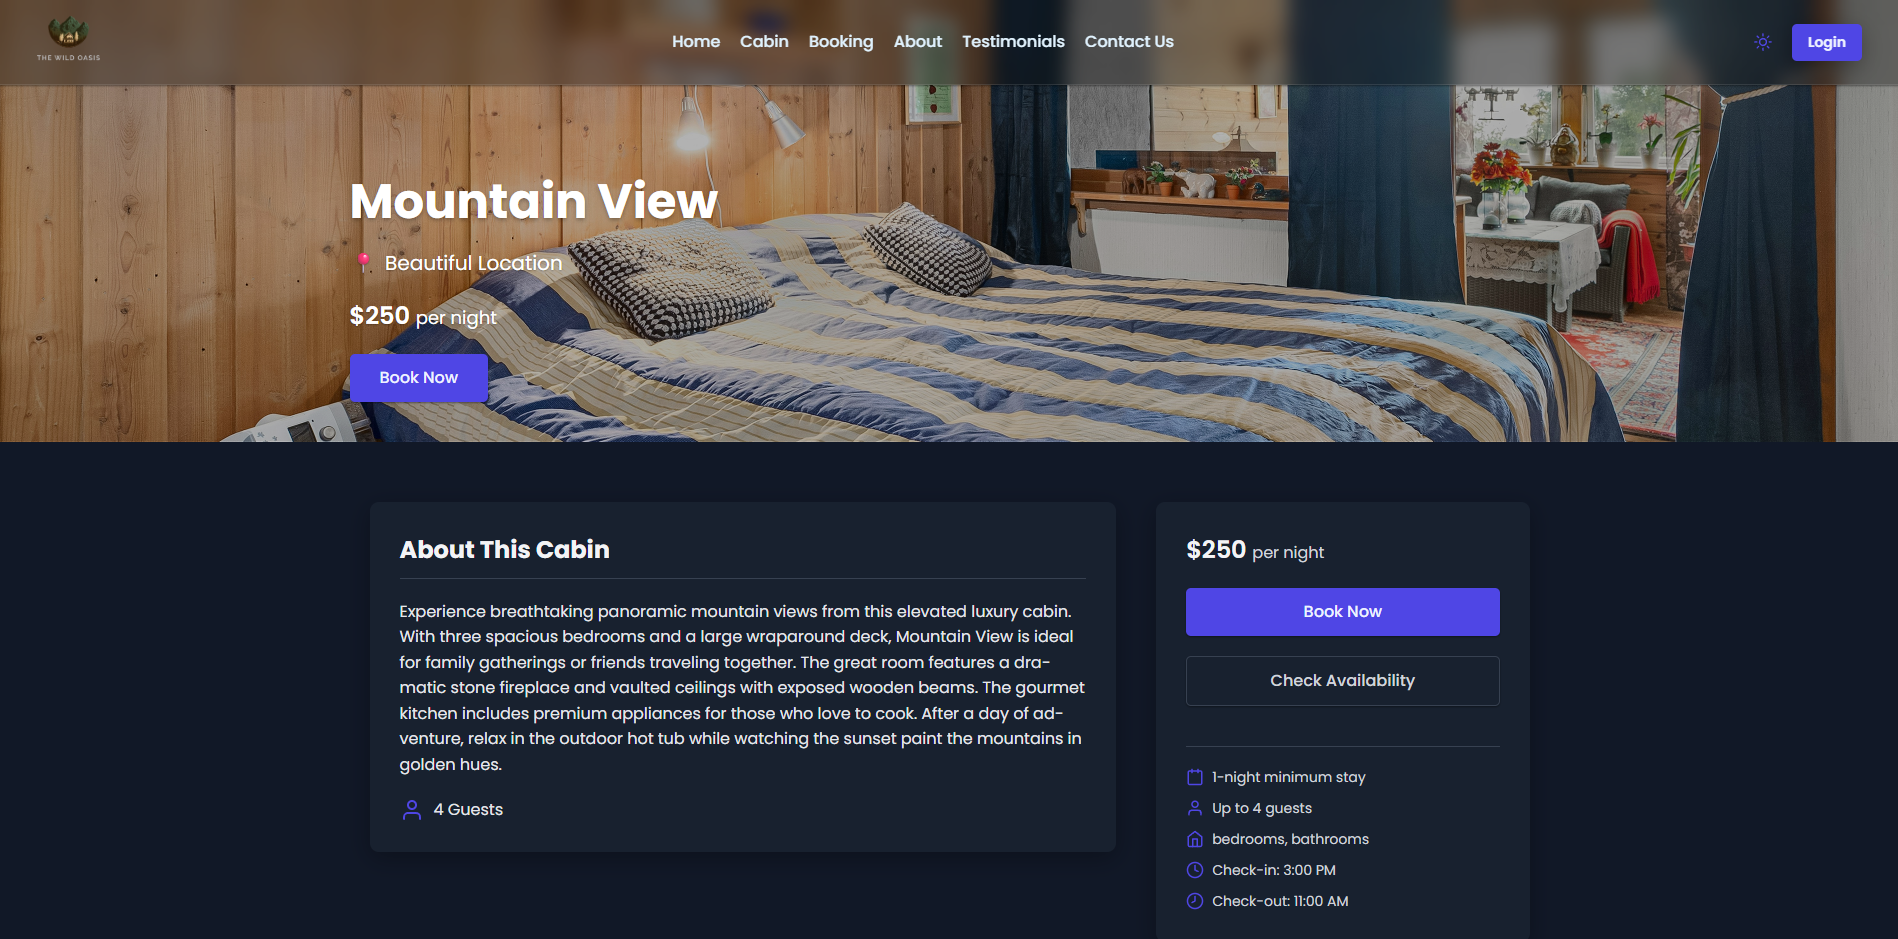 THE WILD OASIS
Home Cabin Booking About Testimonials Contact Us
Login
Mountain View
Beautiful Location
$250 per night
Book Now
About This Cabin
Experience breathtaking panoramic mountain views from this elevated luxury cabin.
With three spacious bedrooms and a large wraparound deck, Mountain View is ideal
for family gatherings or friends traveling together. The great room features a dra-
matic stone fireplace and vaulted ceilings with exposed wooden beams. The gourmet
kitchen includes premium appliances for those who love to cook. After a day of ad-
venture, relax in the outdoor hot tub while watching the sunset paint the mountains in
golden hues.
4 Guests
$250 per night
Book Now
Check Availability
1-night minimum stay
Up to 4 guests
bedrooms, bathrooms
Check-in: 3:00 PM
Check-out: 11:00 AM